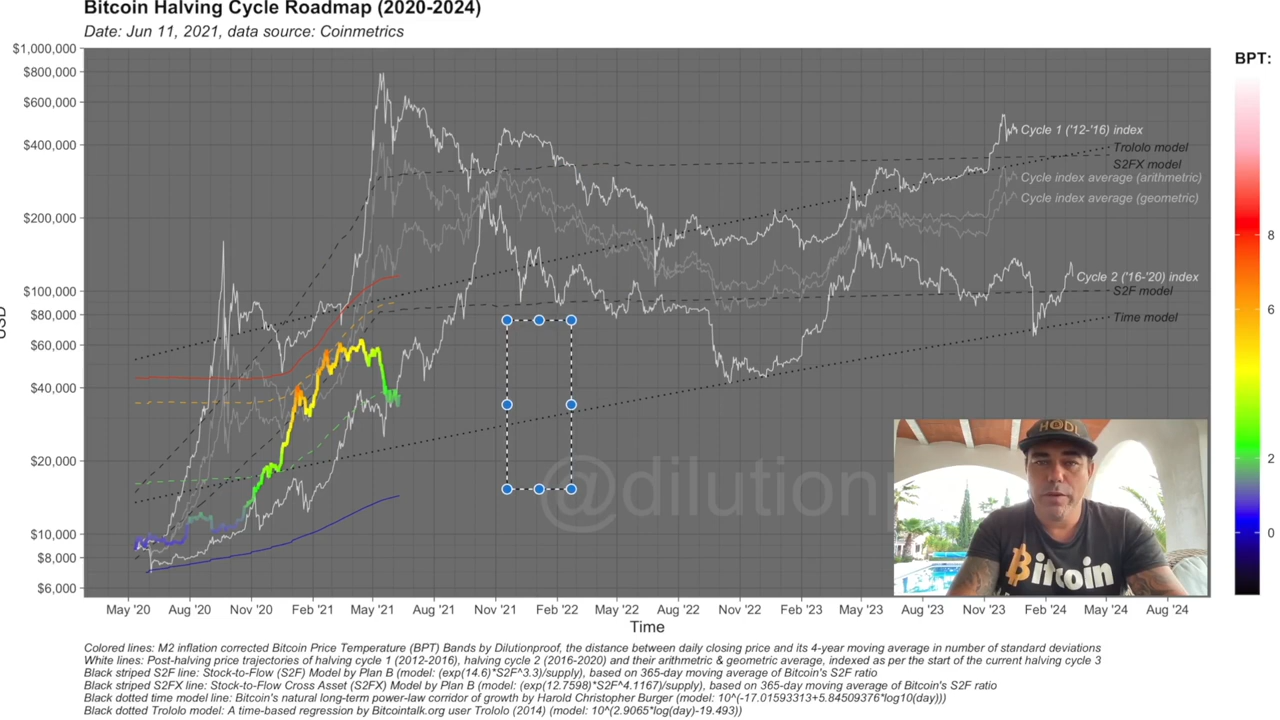 Bitcoin Halving Cycle Roadmap (2020-2024)
Date: Jun 11, 2021, data source: Coinmetrics
BPT:
$1,000,000
$800,000
$600,000
$400,000
$200,000
$100,000
$80,000
$60,000
$40,000
$20,000
$10,000
$8,000
$6,000
USD
Cycle 1 ('12-'16) index
Trololo model
S2FX model
Cycle index average (arithmetric)
Cycle index average (geometric)
Cycle 2 ('16-'20) index
S2F model
Time model
8
6
2
0
@dilution
HODL
Bitcoin
May '20
Aug '20
Nov '20
Feb '21
May '21
Aug '21
Nov '21
Feb '22
May '22
Aug '22
Nov '22
Feb '23
May '23
Aug '23
Nov '23
Feb '24
May '24
Aug '24
Time
Colored lines: M2 inflation corrected Bitcoin Price Temperature (BPT) Bands by Dilutionproof, the distance between daily closing price and its 4-year moving average in number of standard deviations
White lines: Post-halving price trajectories of halving cycle 1 (2012-2016), halving cycle 2 (2016-2020) and their arithmetic & geometric average, indexed as per the start of the current halving cycle 3
Black striped S2F line: Stock-to-Flow (S2F) Model by Plan B (model: (exp(14.6)*S2F^3.3)/supply), based on 365-day moving average of Bitcoin's S2F ratio
Black striped S2FX line: Stock-to-Flow Cross Asset (S2FX) Model by Plan B (model: (exp(12.7598)*S2F^4.1167)/supply), based on 365-day moving average of Bitcoin's S2F ratio
Black dotted time model line: Bitcoin's natural long-term power-law corridor of growth by Harold Christopher Burger (model: 10^(-17.01593313+5.84509376*log10(day)))
Black dotted Trololo model: A time-based regression by Bitcointalk.org user Trololo (2014) (model: 10^(2.9065*log(day)-19.493))